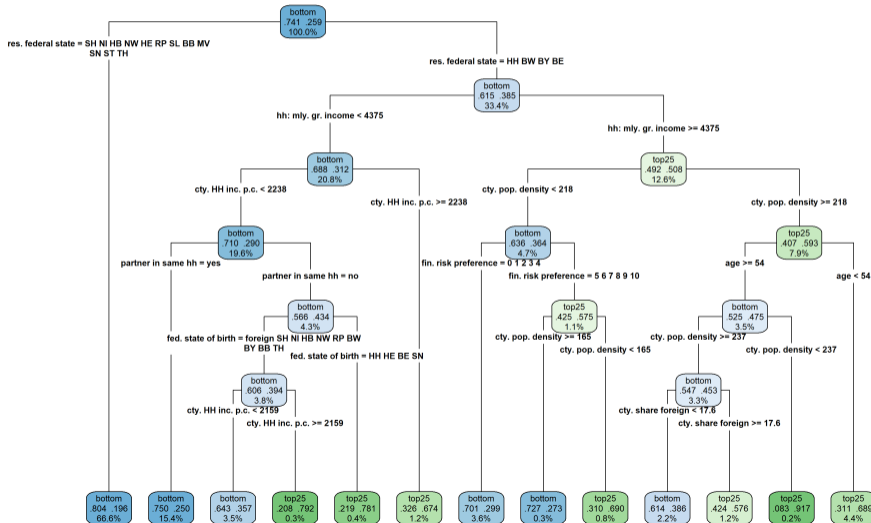 bottom
.741 .259
100.0%
res. federal state = SH NI HB NW HE RP SL BB MV
SN ST TH
res. federal state = HH BW BY BE
bottom
.615 .385
33.4%
hh: mly. gr. income < 4375
hh: mly. gr. income >= 4375
bottom
.688 .312
20.8%
top25
.492 .508
12.6%
cty. HH inc. p.c. < 2238
cty. HH inc. p.c. >= 2238
cty. pop. density < 218
cty. pop. density >= 218
bottom
.710 .290
19.6%
bottom
.636 .364
4.7%
top25
.407 .593
7.9%
partner in same hh = yes
partner in same hh = no
fin. risk preference = 0 1 2 3 4
fin. risk preference = 5 6 7 8 9 10
age >= 54
age < 54
bottom
.566 .434
4.3%
top25
.425 .575
1.1%
bottom
.525 .475
3.5%
fed. state of birth = foreign SH NI HB NW RP BW
BY BB TH
fed. state of birth = HH HE BE SN
cty. pop. density >= 165
cty. pop. density < 165
cty. pop. density >= 237
cty. pop. density < 237
bottom
.606 .394
3.8%
bottom
.547 .453
3.3%
cty. HH inc. p.c. < 2159
cty. HH inc. p.c. >= 2159
cty. share foreign < 17.6
cty. share foreign >= 17.6
bottom
.804 .196
66.6%
bottom
.750 .250
15.4%
bottom
.643 .357
3.5%
top25
.208 .792
0.3%
top25
.219 .781
0.4%
top25
.326 .674
1.2%
bottom
.701 .299
3.6%
bottom
.727 .273
0.3%
top25
.310 .690
0.8%
bottom
.614 .386
2.2%
top25
.424 .576
1.2%
top25
.083 .917
0.2%
top25
.311 .689
4.4%